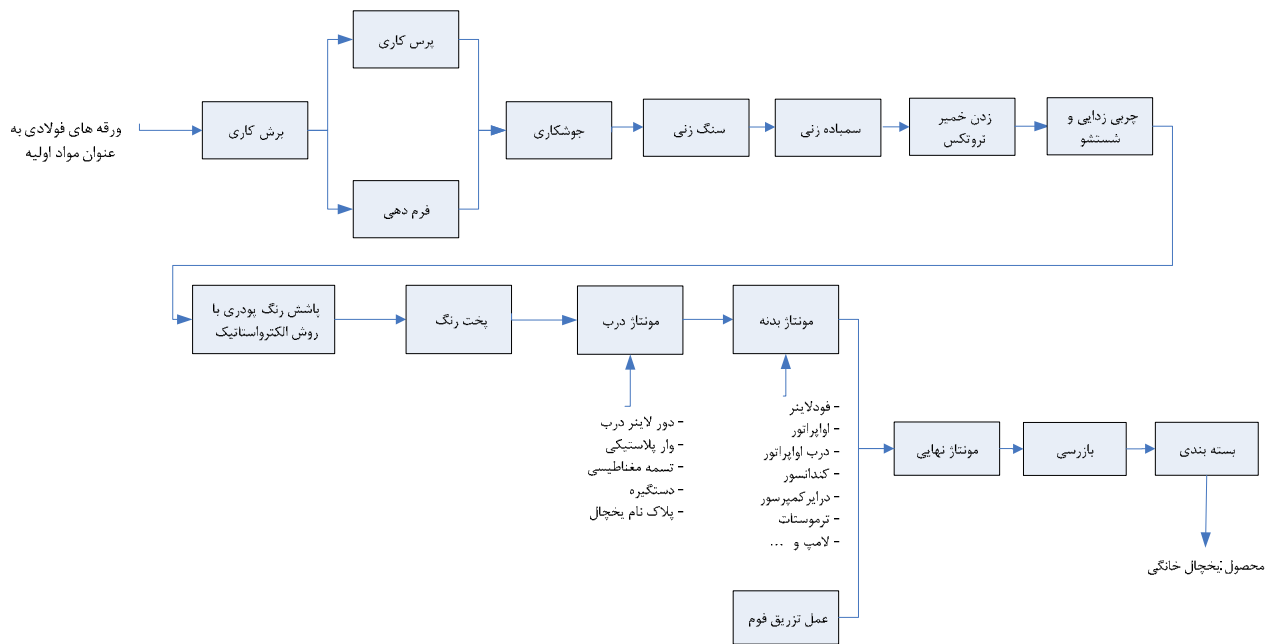 ورقه های فولادی به
عنوان مواد اولیه
برش کاری
پرس کاری
فرم دهی
جوشکاری
سنگ زنی
سمباده زنی
زدن خمیر
تروتکس
چربی زدایی و
شستشو
پاشش رنگ پودری با
روش الکترواستاتیک
پخت رنگ
مونتاژ درب
- دور لاینر درب
- وار پلاستیکی
- تسمه مغناطیسی
- دستگیره
- پلاک نام یخچال
مونتاژ بدنه
- فودلاینر
- اواپراتور
- درب اواپراتور
- کندانسور
- درایرکمپرسور
- ترموستات
- لامپ و ...
عمل تزریق فوم
مونتاژ نهایی
بازرسی
بسته بندی
محصول:یخچال خانگی